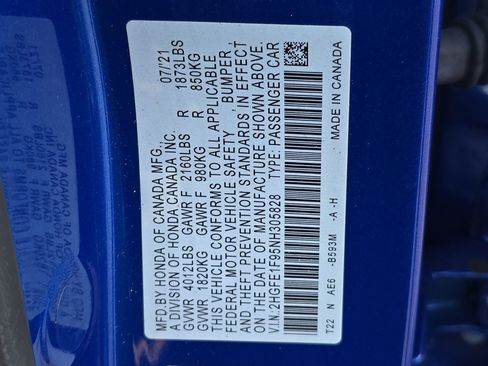 MFD.BY HONDA OF CANADA MFG., 07/'21
A DIVISION OF HONDA CANADA INC.
GVWR 4012LBS GAWR F 2160LBS R 1873LBS
GVWR 1820KG GAWR F 980KG R 850KG
THIS VEHICLE CONFORMS TO ALL APPLICABLE
FEDERAL MOTOR VEHICLE SAFETY , BUMPER ,
AND THEFT PREVENTION STANDARDS IN EFFECT
ON THE DATE OF MANUFACTURE SHOWN ABOVE.
V.I.N: 2HGFE1F95NH305828 TYPE: PASSENGER CAR
T22 N AE6 -B593M -A -H MADE IN CANADA